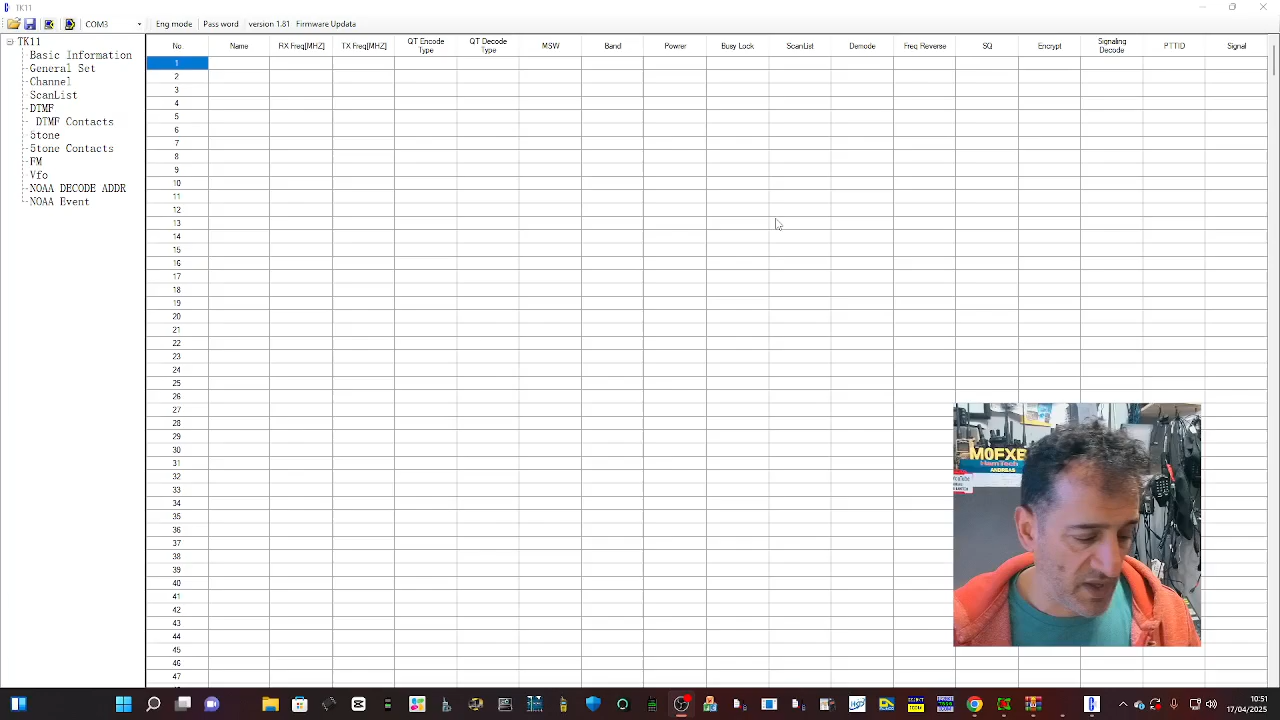 TK11
COM3 Eng mode Pass word version 1.81 Firmware Updata
TK11
Basic Information
General Set
Channel
ScanList
DTMF
DTMF Contacts
5tone
5tone Contacts
FM
Vfo
NOAA DECODE ADDR
NOAA Event
No. Name RX Freq[MHZ] TX Freq[MHZ] QT Encode Type QT Decode Type MSW Band Power Busy Lock ScanList Remode Freq Reverse SQ Encrypt Signaling Decode PTTID Signal
1
2
3
4
5
6
7
8
9
10
11
12
13
14
15
16
17
18
19
20
21
22
23
24
25
26
27
28
29
30
31
32
33
34
35
36
37
38
39
40
41
42
43
44
45
46
47
M0FXB
HamTech
ANDREAS
10:51
17/04/2025